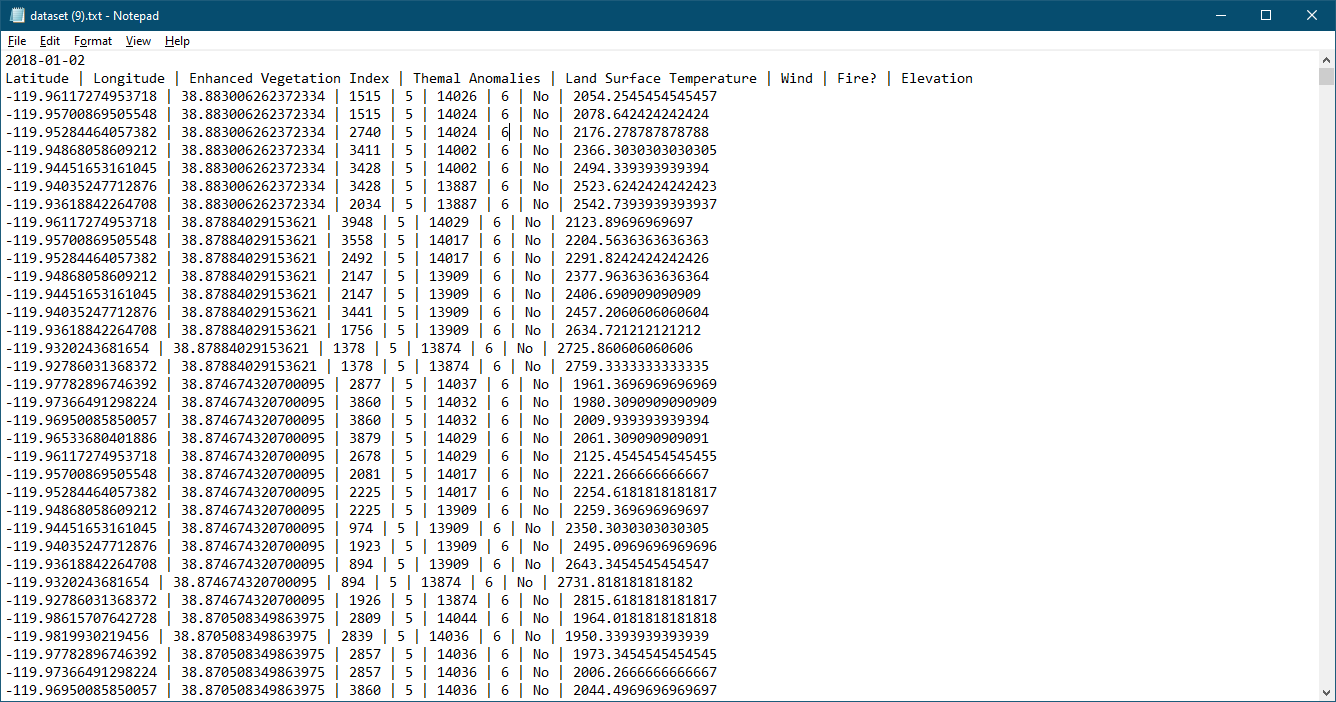 dataset (9).txt - Notepad
File Edit Format View Help
2018-01-02
Latitude | Longitude | Enhanced Vegetation Index | Themal Anomalies | Land Surface Temperature | Wind | Fire? | Elevation
-119.96117274953718 | 38.883006262372334 | 1515 | 5 | 14026 | 6 | No | 2054.2545454545457
-119.95700869505548 | 38.883006262372334 | 1515 | 5 | 14024 | 6 | No | 2078.642424242424
-119.95284464057382 | 38.883006262372334 | 2740 | 5 | 14024 | 6 | No | 2176.278787878788
-119.94868058609212 | 38.883006262372334 | 3411 | 5 | 14002 | 6 | No | 2366.3030303030305
-119.94451653161045 | 38.883006262372334 | 3428 | 5 | 14002 | 6 | No | 2494.339393939394
-119.94035247712876 | 38.883006262372334 | 3428 | 5 | 13887 | 6 | No | 2523.6242424242423
-119.93618842264708 | 38.883006262372334 | 2034 | 5 | 13887 | 6 | No | 2542.7393939393937
-119.96117274953718 | 38.87884029153621 | 3948 | 5 | 14029 | 6 | No | 2123.89696969697
-119.95700869505548 | 38.87884029153621 | 3558 | 5 | 14017 | 6 | No | 2204.5636363636363
-119.95284464057382 | 38.87884029153621 | 2492 | 5 | 14017 | 6 | No | 2291.8242424242426
-119.94868058609212 | 38.87884029153621 | 2147 | 5 | 13909 | 6 | No | 2377.9636363636364
-119.94451653161045 | 38.87884029153621 | 2147 | 5 | 13909 | 6 | No | 2406.690909090909
-119.94035247712876 | 38.87884029153621 | 3441 | 5 | 13909 | 6 | No | 2457.2060606060604
-119.93618842264708 | 38.87884029153621 | 1756 | 5 | 13909 | 6 | No | 2634.721212121212
-119.9320243681654 | 38.87884029153621 | 1378 | 5 | 13874 | 6 | No | 2725.860606060606
-119.92786031368372 | 38.87884029153621 | 1378 | 5 | 13874 | 6 | No | 2759.3333333333335
-119.97782896746392 | 38.874674320700095 | 2877 | 5 | 14037 | 6 | No | 1961.3696969696969
-119.97366491298224 | 38.874674320700095 | 3860 | 5 | 14032 | 6 | No | 1980.3090909090909
-119.96950085850057 | 38.874674320700095 | 3860 | 5 | 14032 | 6 | No | 2009.939393939394
-119.96533680401886 | 38.874674320700095 | 3879 | 5 | 14029 | 6 | No | 2061.309090909091
-119.96117274953718 | 38.874674320700095 | 2678 | 5 | 14029 | 6 | No | 2125.4545454545455
-119.95700869505548 | 38.874674320700095 | 2081 | 5 | 14017 | 6 | No | 2221.266666666667
-119.95284464057382 | 38.874674320700095 | 2225 | 5 | 14017 | 6 | No | 2254.6181818181817
-119.94868058609212 | 38.874674320700095 | 2225 | 5 | 13909 | 6 | No | 2259.369696969697
-119.94451653161045 | 38.874674320700095 | 974 | 5 | 13909 | 6 | No | 2350.3030303030305
-119.94035247712876 | 38.874674320700095 | 1923 | 5 | 13909 | 6 | No | 2495.0969696969696
-119.93618842264708 | 38.874674320700095 | 894 | 5 | 13909 | 6 | No | 2643.3454545454547
-119.9320243681654 | 38.874674320700095 | 894 | 5 | 13874 | 6 | No | 2731.818181818182
-119.92786031368372 | 38.874674320700095 | 1926 | 5 | 13874 | 6 | No | 2815.6181818181817
-119.98615707642728 | 38.870508349863975 | 2809 | 5 | 14044 | 6 | No | 1964.0181818181818
-119.9819930219456 | 38.870508349863975 | 2839 | 5 | 14036 | 6 | No | 1950.3393939393939
-119.97782896746392 | 38.870508349863975 | 2857 | 5 | 14036 | 6 | No | 1973.3454545454545
-119.97366491298224 | 38.870508349863975 | 2857 | 5 | 14036 | 6 | No | 2006.2666666666667
-119.96950085850057 | 38.870508349863975 | 3860 | 5 | 14036 | 6 | No | 2044.4969696969697